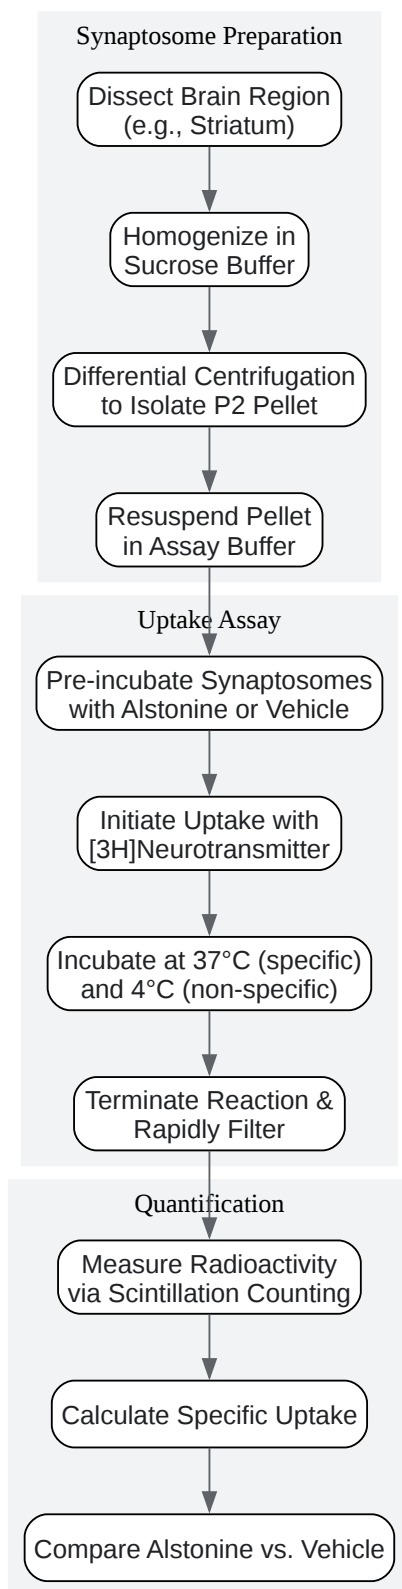 Synaptosome Preparation
Dissect Brain Region
(e.g., Striatum)
Homogenize in
Sucrose Buffer
Differential Centrifugation
to Isolate P2 Pellet
Resuspend Pellet
in Assay Buffer
Uptake Assay
Pre-incubate Synaptosomes
with Alstonine or Vehicle
Initiate Uptake with
[3H]Neurotransmitter
Incubate at 37°C (specific)
and 4°C (non-specific)
Terminate Reaction &
Rapidly Filter
Quantification
Measure Radioactivity
via Scintillation Counting
Calculate Specific Uptake
Compare Alstonine vs. Vehicle